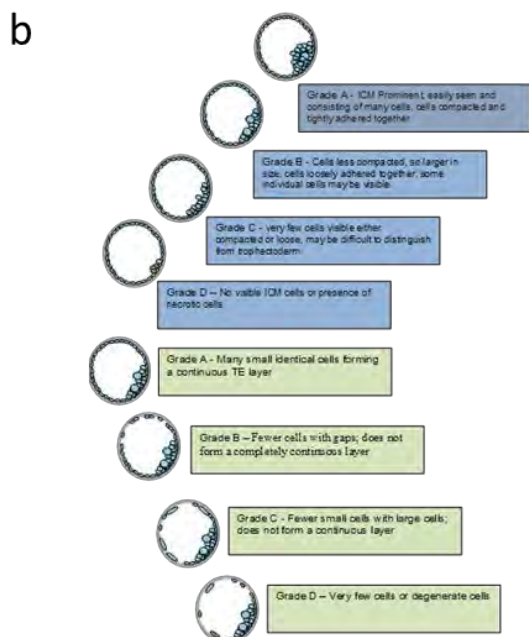 b
Grade A - ICM Prominent, easily seen and
consisting of many cells, cells compacted and
tightly adhered together
Grade B - Cells less compacted, so larger in
size, cells loosely adhered together, some
individual cells may be visible.
Grade C - very few cells visible either
compacted or loose, may be difficult to distinguish
from trophectoderm
Grade D – No visible ICM cells or presence of
necrotic cells
Grade A - Many small identical cells forming
a continuous TE layer
Grade B – Fewer cells with gaps; does not
form a completely continuous layer
Grade C - Fewer small cells with large cells;
does not form a continuous layer
Grade D – Very few cells or degenerate cells